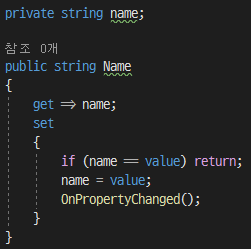 private string name;
참조 0개
public string Name
{
get => name;
set
{
if (name == value) return;
name = value;
OnPropertyChanged();
}
}